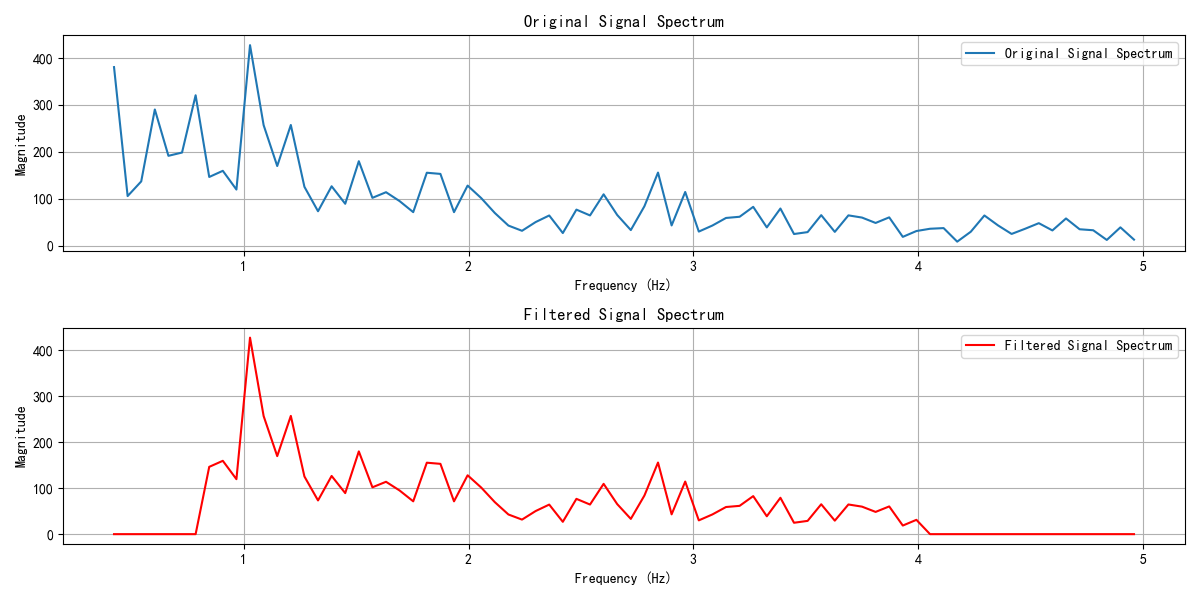 Original Signal Spectrum
Original Signal Spectrum
Magnitude
400
300
200
100
0
1 2 3 4 5
Frequency (Hz)
Filtered Signal Spectrum
Filtered Signal Spectrum
Magnitude
400
300
200
100
0
1 2 3 4 5
Frequency (Hz)